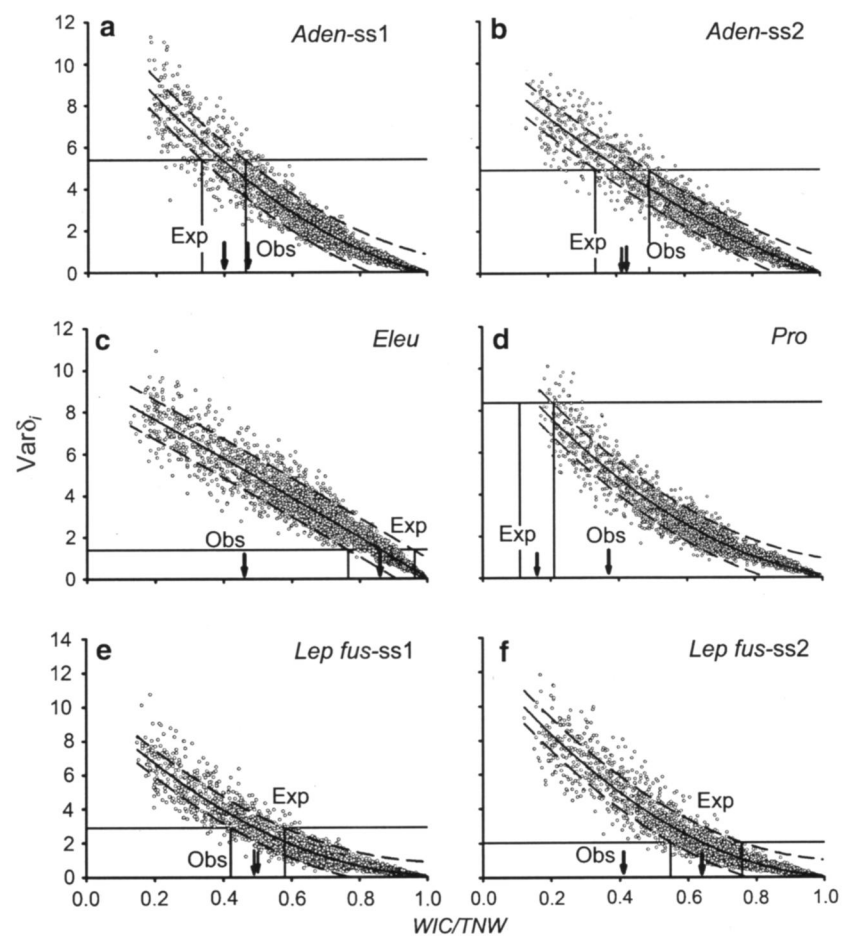 a
Aden-ss1
b
Aden-ss2
12
10
8
6
4
2
0
Exp
Obs
Exp
Obs
c
Eleu
d
Pro
12
10
8
6
4
2
0
Obs
Exp
Exp
Obs
Varδi
e
Lep fus-ss1
f
Lep fus-ss2
14
12
10
8
6
4
2
0
Exp
Obs
Exp
Obs
0.0 0.2 0.4 0.6 0.8 1.0
0.0 0.2 0.4 0.6 0.8 1.0
WIC/TNW